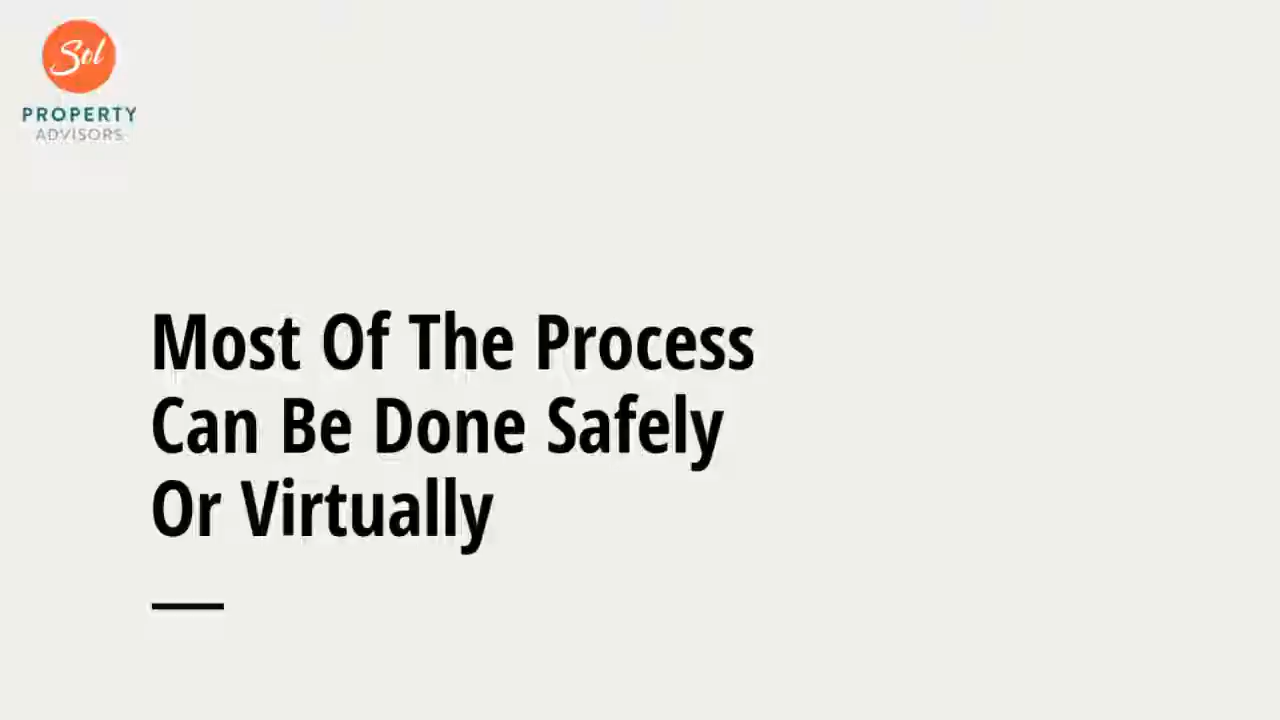 Sol
PROPERTY
ADVISORS
Most Of The Process
Can Be Done Safely
Or Virtually